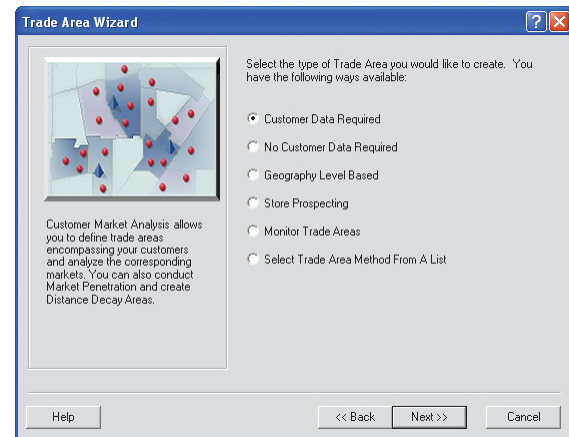 Trade Area Wizard
Select the type of Trade Area you would like to create. You
have the following ways available:
Customer Data Required
No Customer Data Required
Geography Level Based
Store Prospecting
Monitor Trade Areas
Select Trade Area Method From A List
Customer Market Analysis allows
you to define trade areas
encompassing your customers
and analyze the corresponding
markets. You can also conduct
Market Penetration and create
Distance Decay Areas.
Help
<< Back
Next >>
Cancel